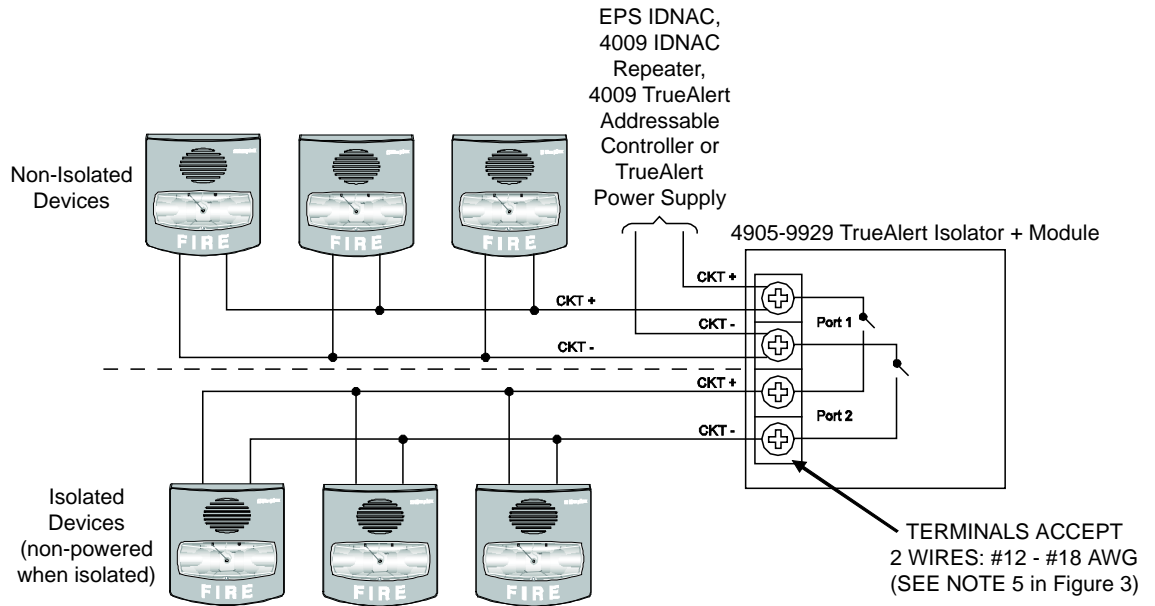 EPS IDNAC,
4009 IDNAC
Repeater,
4009 TrueAlert
Addressable
Controller or
TrueAlert
Power Supply
Non-Isolated
Devices
FIRE
FIRE
FIRE
4905-9929 TrueAlert Isolator + Module
CKT +
CKT +
CKT -
CKT -
Port 1
CKT +
Port 2
CKT -
Isolated
Devices
(non-powered
when isolated)
FIRE
FIRE
FIRE
TERMINALS ACCEPT
2 WIRES: #12 - #18 AWG
(SEE NOTE 5 in Figure 3)